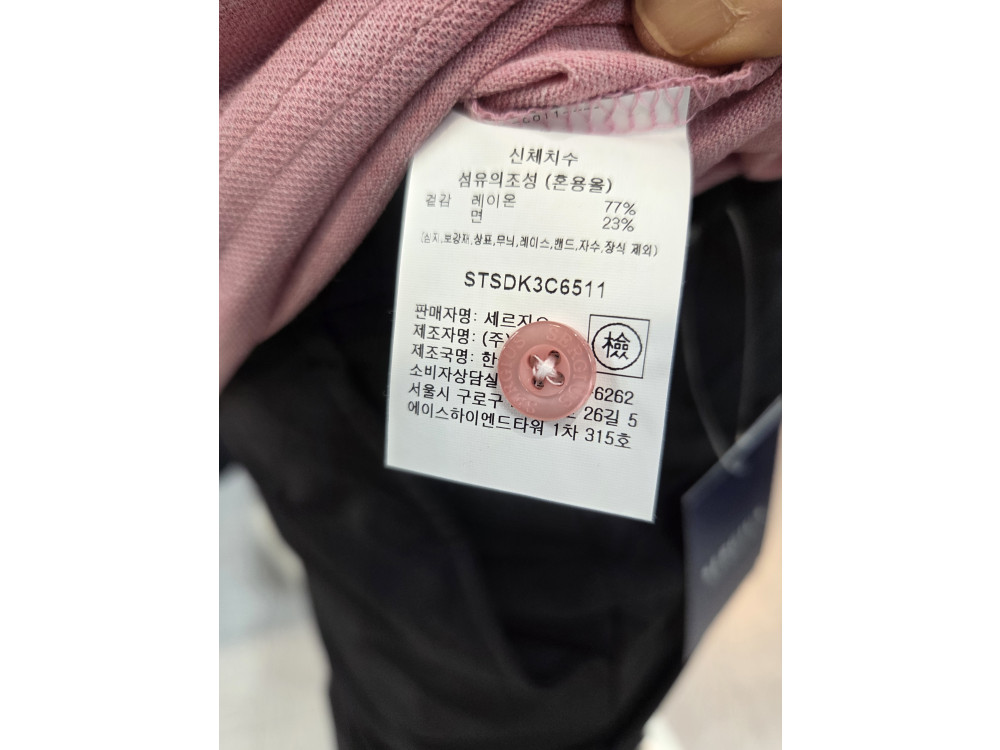 신체치수
섬유의조성 (혼용율)
겉감 레이온 77%
면 23%
(심지,보강재,상표,무늬,레이스,밴드,자수,장식 제외)
STSDK3C6511
판매자명: 세르지오
제조자명: (주)
檢
제조국명: 한
소비자상담실 6262
서울시 구로구 26길 5
에이스하이엔드타워 1차 315호